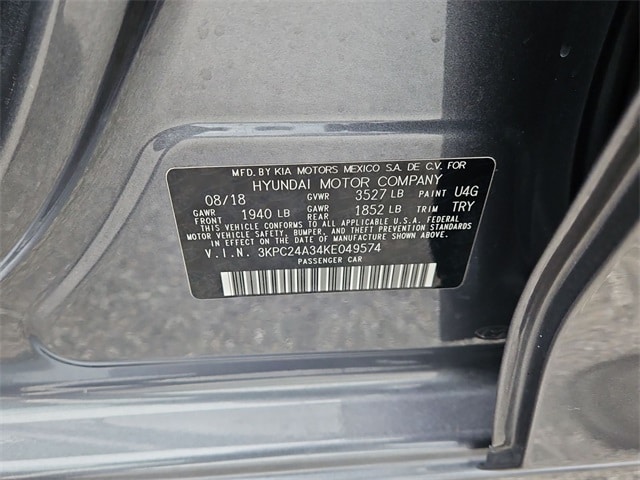 MFD. BY KIA MOTORS MEXICO S.A. DE C.V. FOR
HYUNDAI MOTOR COMPANY
08/18 GVWR 3527 LB PAINT U4G
GAWR FRONT 1940 LB GAWR REAR 1852 LB TRIM TRY
THIS VEHICLE CONFORMS TO ALL APPLICABLE U.S.A. FEDERAL
MOTOR VEHICLE SAFETY, BUMPER, AND THEFT PREVENTION STANDARDS
IN EFFECT ON THE DATE OF MANUFACTURE SHOWN ABOVE.
V.I.N. 3KPC24A34KE049574
PASSENGER CAR